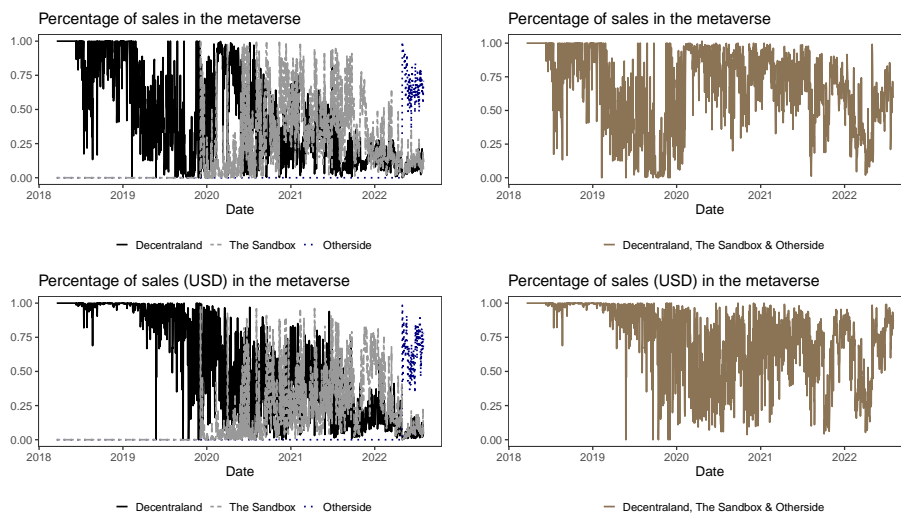 Percentage of sales in the metaverse
1.00
0.75
0.50
0.25
0.00
2018 2019 2020 2021 2022
Date
Decentraland The Sandbox Otherside
Percentage of sales in the metaverse
1.00
0.75
0.50
0.25
0.00
2018 2019 2020 2021 2022
Date
Decentraland, The Sandbox & Otherside
Percentage of sales (USD) in the metaverse
1.00
0.75
0.50
0.25
0.00
2018 2019 2020 2021 2022
Date
Decentraland The Sandbox Otherside
Percentage of sales (USD) in the metaverse
1.00
0.75
0.50
0.25
0.00
2018 2019 2020 2021 2022
Date
Decentraland, The Sandbox & Otherside